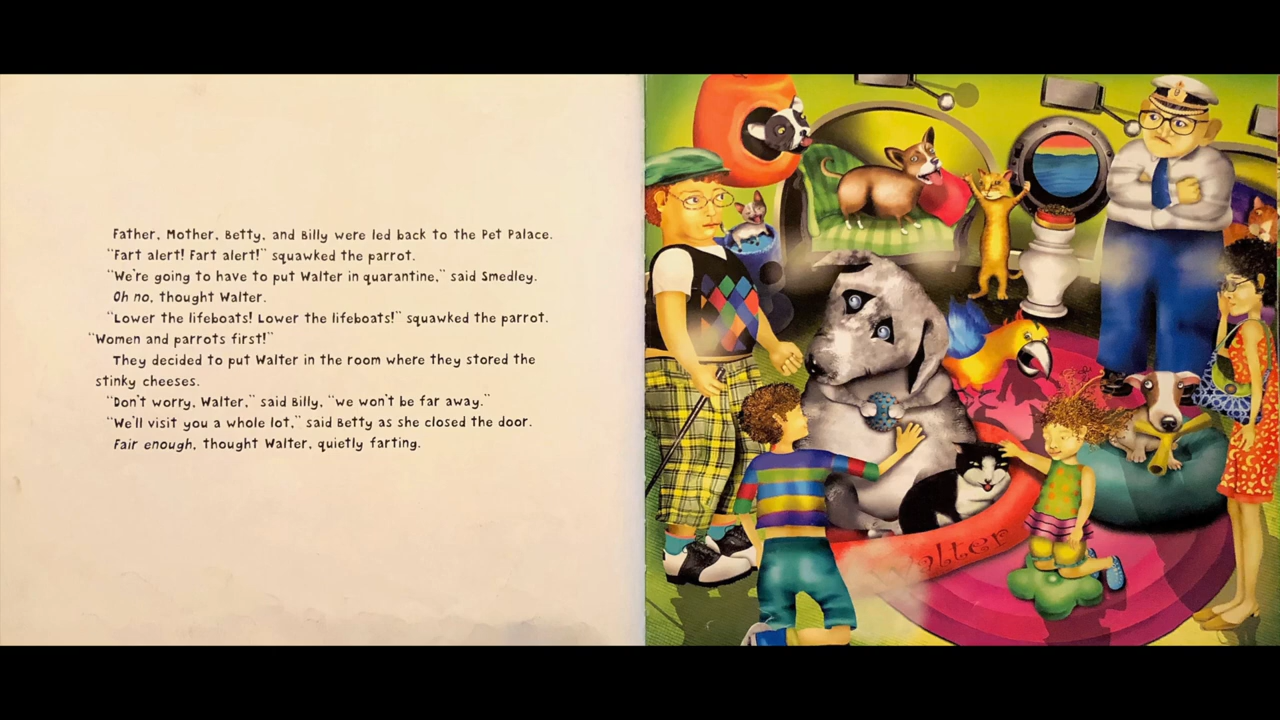 Father, Mother, Betty, and Billy were led back to the Pet Palace.
"Fart alert! Fart alert!" squawked the parrot.
"We're going to have to put Walter in quarantine," said Smedley.
Oh no, thought Walter.
"Lower the lifeboats! Lower the lifeboats!" squawked the parrot.
"Women and parrots first!"
They decided to put Walter in the room where they stored the
stinky cheeses.
"Don't worry, Walter," said Billy, "we won't be far away."
"We'll visit you a whole lot," said Betty as she closed the door.
Fair enough, thought Walter, quietly farting.
Walter